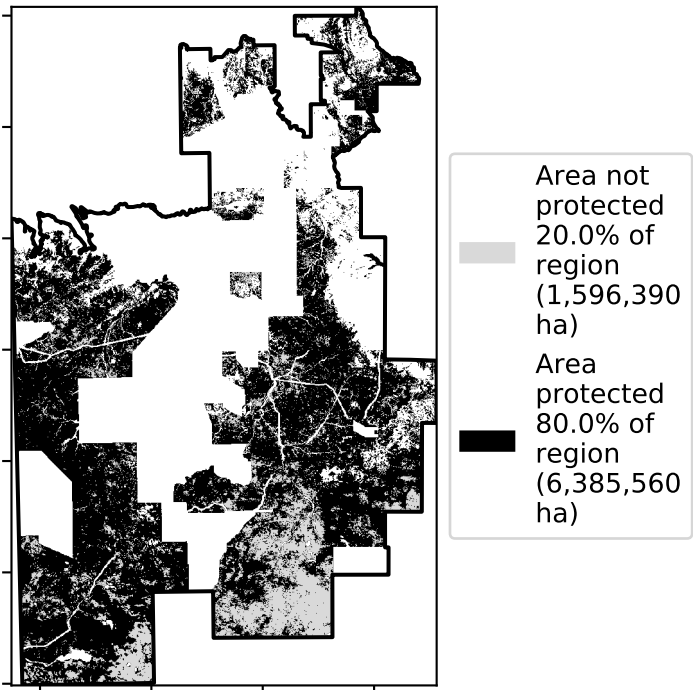 Area not
protected
20.0% of
region
(1,596,390
ha)
Area
protected
80.0% of
region
(6,385,560
ha)